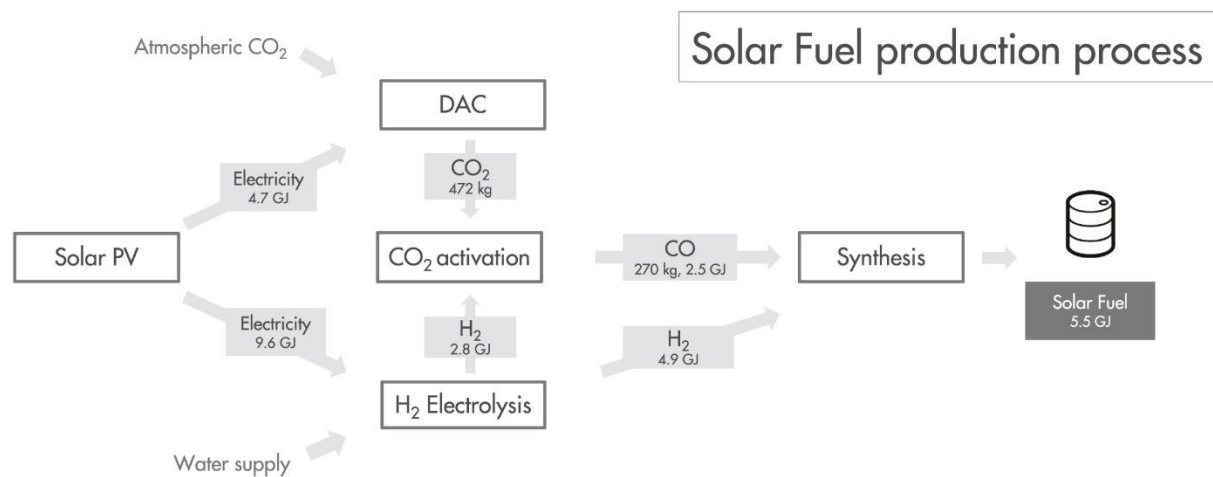 Solar Fuel production process
Atmospheric CO₂
DAC
Electricity
4.7 GJ
CO₂
472 kg
Solar PV
CO₂ activation
CO
270 kg, 2.5 GJ
Synthesis
Solar Fuel
5.5 GJ
Electricity
9.6 GJ
H₂
2.8 GJ
H₂
4.9 GJ
H₂ Electrolysis
Water supply